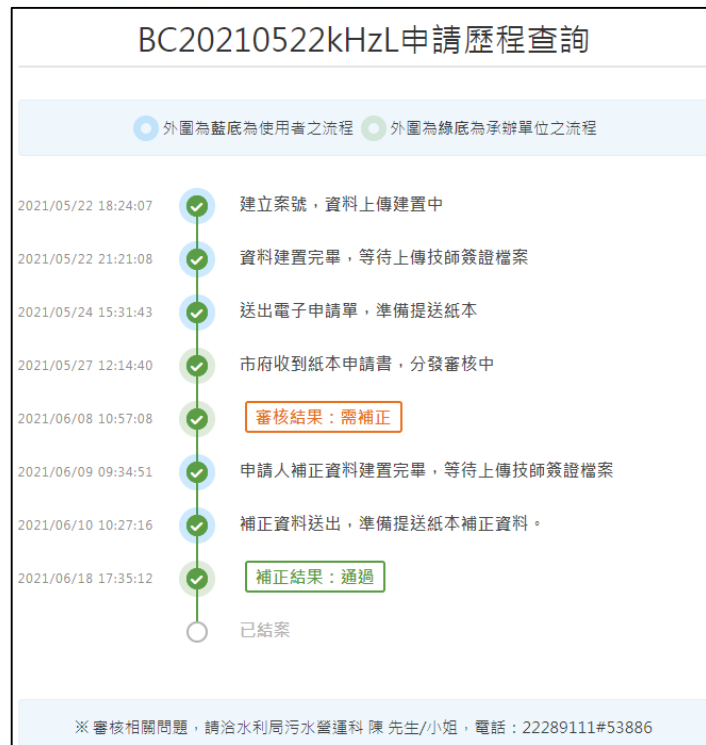 BC20210522kHzL申請歷程查詢
外圍為藍底為使用者之流程 外圍為綠底為承辦單位之流程
2021/05/22 18:24:07 建立案號，資料上傳建置中
2021/05/22 21:21:08 資料建置完畢，等待上傳技師簽證檔案
2021/05/24 15:31:43 送出電子申請單，準備提送紙本
2021/05/27 12:14:40 市府收到紙本申請書，分發審核中
2021/06/08 10:57:08 審核結果：需補正
2021/06/09 09:34:51 申請人補正資料建置完畢，等待上傳技師簽證檔案
2021/06/10 10:27:16 補正資料送出，準備提送紙本補正資料。
2021/06/18 17:35:12 補正結果：通過
已結案
※ 審核相關問題，請洽水利局污水營運科 陳 先生/小姐，電話：22289111#53886